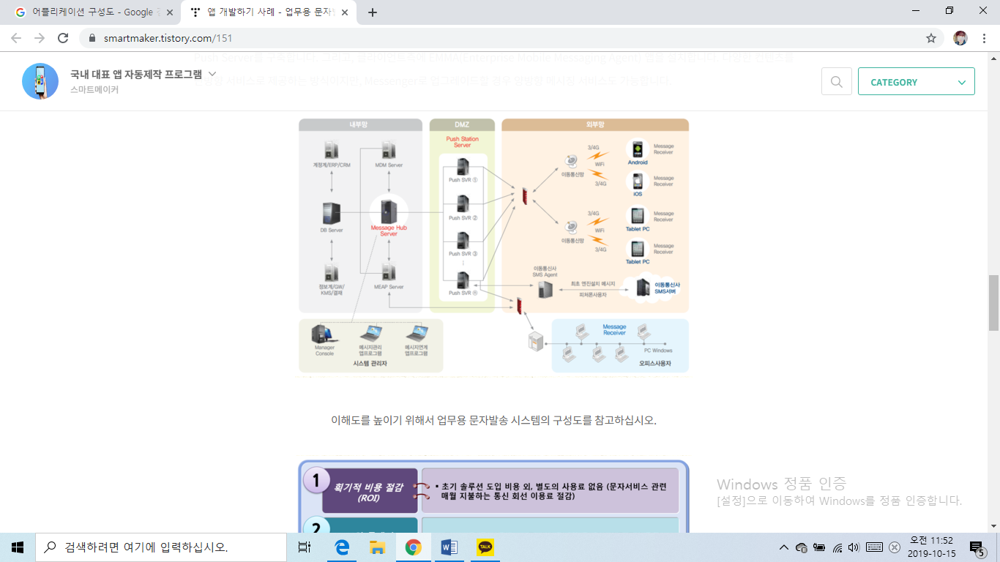 어플리케이션 구성도 - Google
앱 개발하기 사례 - 업무용 문자
smartmaker.tistory.com/151
Push Server를 구축합니다. 그리고, 클라이언트측에 EMMA(Enterprise Mobile Messaging Agent) 앱을 설치합니다. 다양한 컨텐츠를
단방향 서비스로 제공하는 방식이지만, Messenger로 업그레이드할 경우 양방향 메시징 서비스도 가능합니다.
국내 대표 앱 자동제작 프로그램
스마트메이커
CATEGORY
내부망
DMZ
외부망
Push Station
Server
계정계/ERP/CRM
MDM Server
DB Server
Message Hub
Server
정보계/GW/
KMS/결재
MEAP Server
Push SVR ①
Push SVR ②
Push SVR ③
Push SVR ⓝ
이동통신망
3/4G
WiFi
3/4G
이동통신망
3/4G
WiFi
3/4G
Android
Message
Receiver
iOS
Message
Receiver
Tablet PC
Message
Receiver
Tablet PC
Message
Receiver
이동통신사
SMS Agent
최초 엔진설치 메시지
피처폰사용자
이동통신사
SMS서버
Manager
Console
메시지관리
앱프로그램
메시지연계
앱프로그램
시스템 관리자
Message
Receiver
PC Windows
오피스사용자
이해도를 높이기 위해서 업무용 문자발송 시스템의 구성도를 참고하십시오.
1
획기적 비용 절감
(ROI)
▪ 초기 솔루션 도입 비용 외, 별도의 사용료 없음 (문자서비스 관련
매월 지불하는 통신 회선 이용료 절감)
2
Windows 정품 인증
[설정]으로 이동하여 Windows를 정품 인증합니다.
검색하려면 여기에 입력하십시오.
TALK
오전 11:52
2019-10-15
5